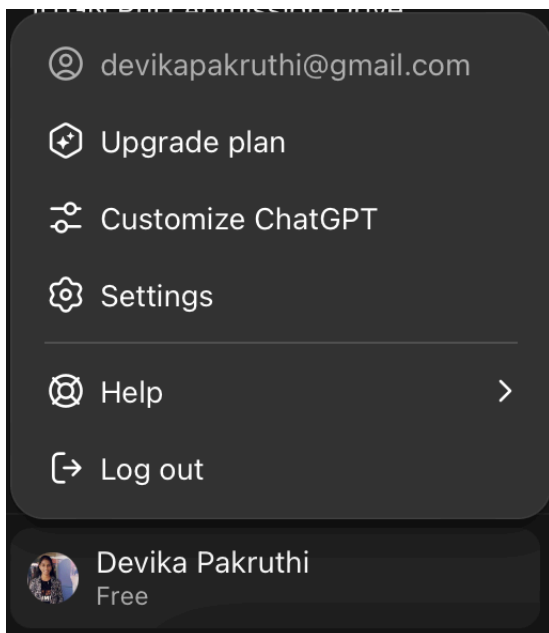 devikapakruthi@gmail.com
Upgrade plan
Customize ChatGPT
Settings
Help
Log out
Devika Pakruthi
Free